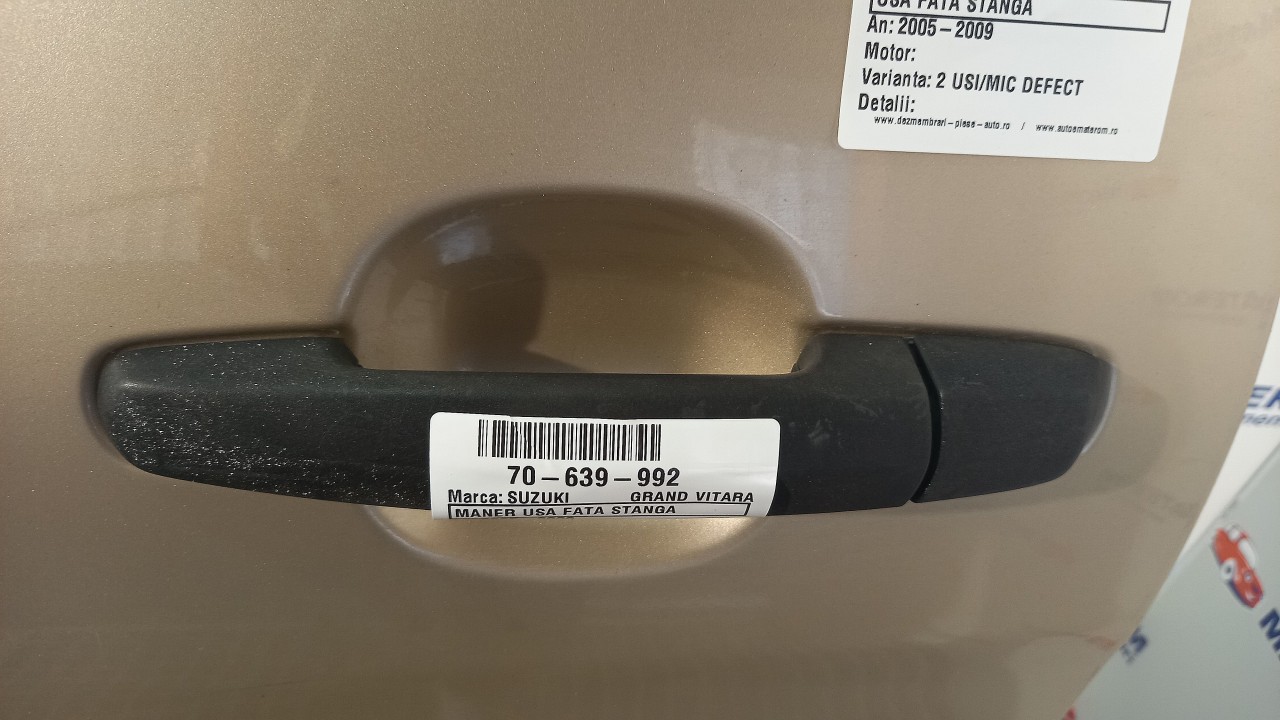 USA FATA STANGA
An: 2005-2009
Motor:
Varianta: 2 USI/MIC DEFECT
Detalii:
www.dezmembrari-piese-auto.ro / www.autoematerom.ro
70-639-992
Marca: SUZUKI GRAND VITARA
MANER USA FATA STANGA